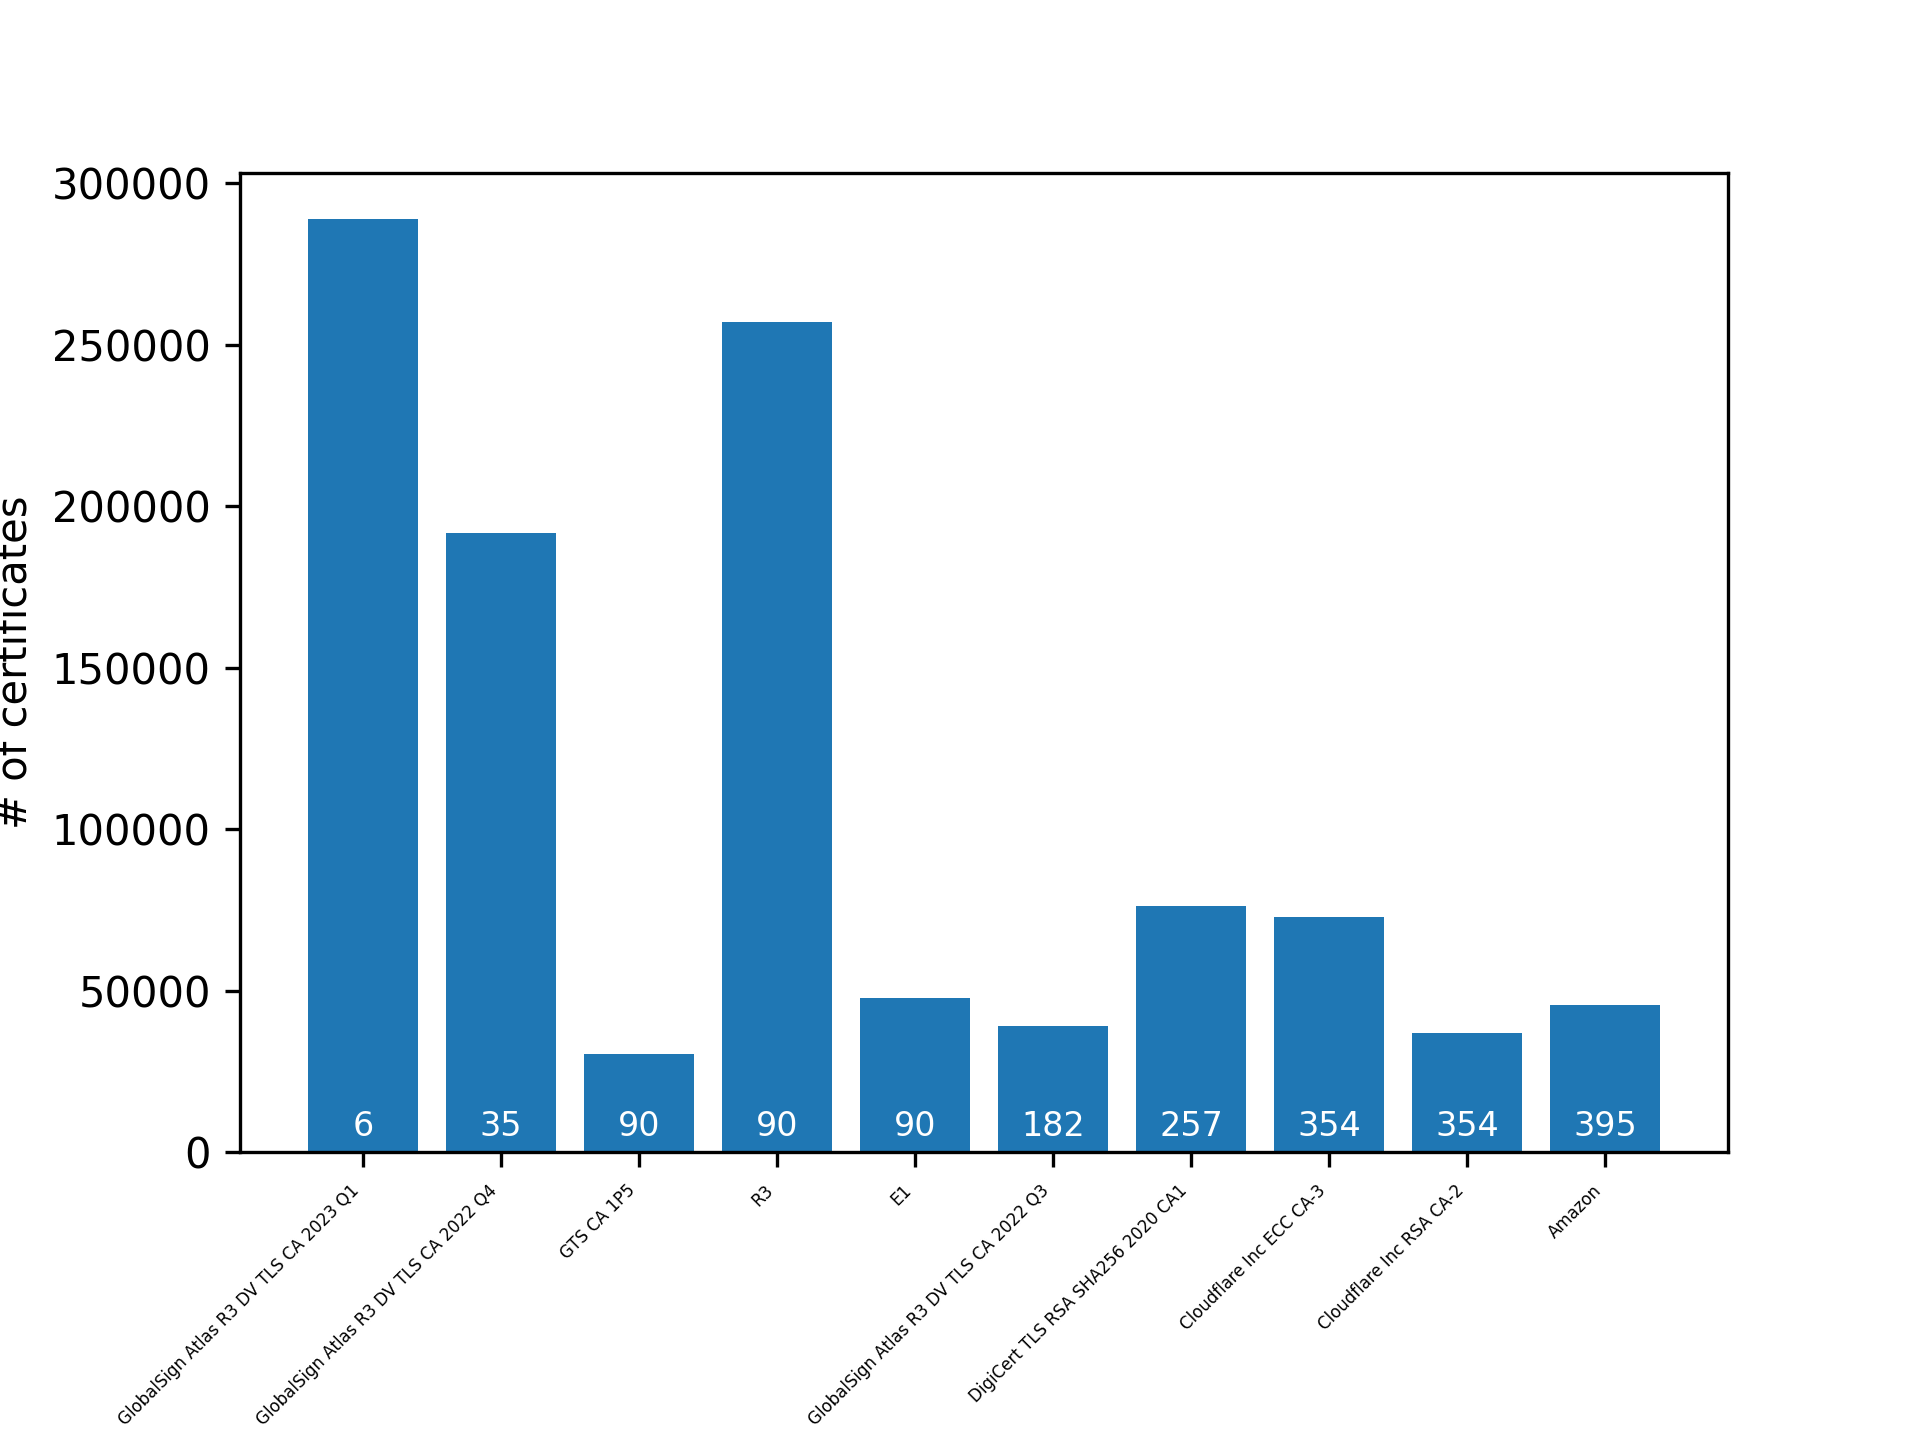 300000
250000
200000
150000
100000
50000
0
# of certificates
6
35
90
90
90
182
257
354
354
395
GlobalSign Atlas R3 DV TLS CA 2023 Q1
GlobalSign Atlas R3 DV TLS CA 2022 Q4
GTS CA 1P5
R3
E1
GlobalSign Atlas R3 DV TLS CA 2022 Q3
DigiCert TLS RSA SHA256 2020 CA1
Cloudflare Inc ECC CA-3
Cloudflare Inc RSA CA-2
Amazon